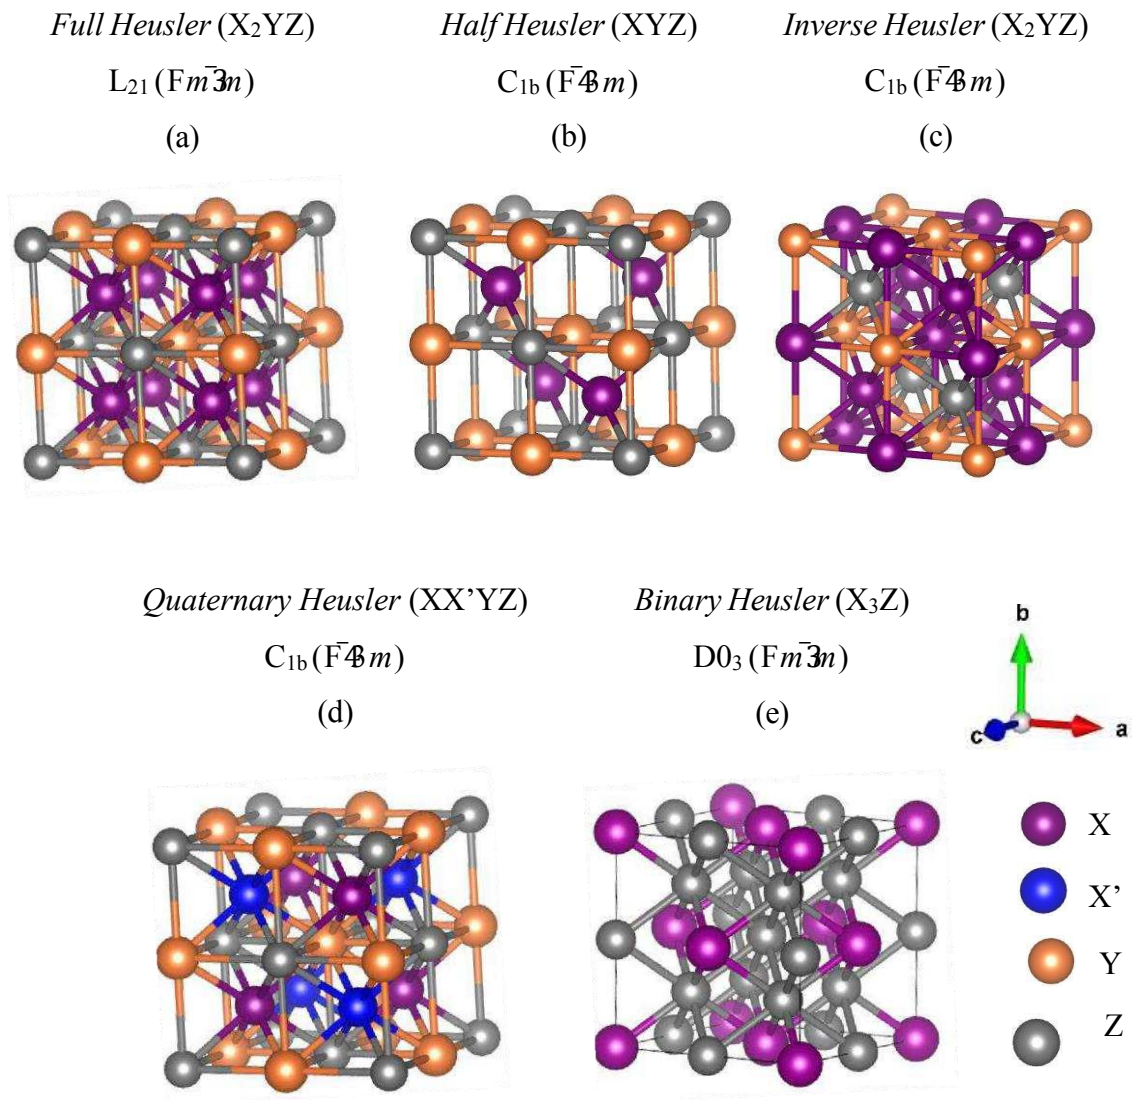 Full Heusler (X₂YZ) Half Heusler (XYZ) Inverse Heusler (X₂YZ)
L₂₁ (Fm3̄m) C₁b (F4̄3m) C₁b (F4̄3m)
(a) (b) (c)
Quaternary Heusler (XX’YZ) Binary Heusler (X₃Z)
C₁b (F4̄3m) D0₃ (Fm3̄m)
(d) (e)
b
c a
X
X’
Y
Z